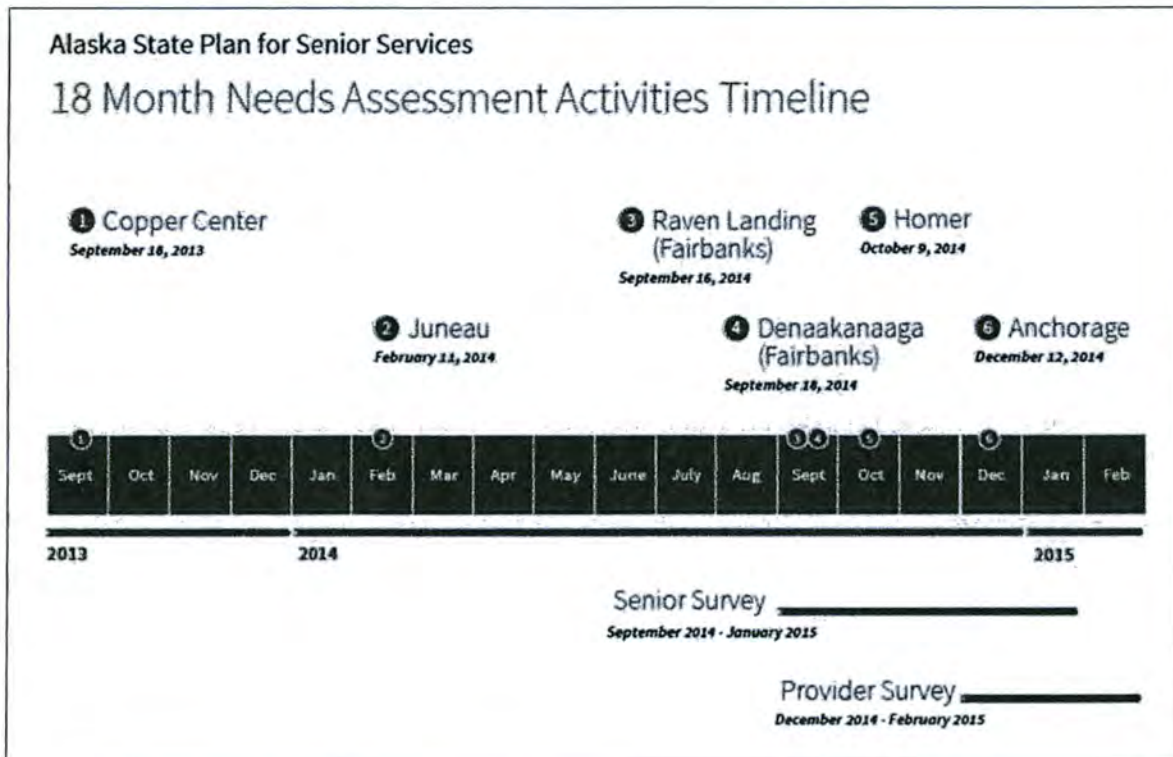 Alaska State Plan for Senior Services
18 Month Needs Assessment Activities Timeline
1 Copper Center
September 18, 2013
3 Raven Landing
(Fairbanks)
September 16, 2014
5 Homer
October 9, 2014
2 Juneau
February 11, 2014
4 Denaakanaaga
(Fairbanks)
September 18, 2014
6 Anchorage
December 12, 2014
1 2 3 4 5 6
Sept Oct Nov Dec Jan Feb Mar Apr May June July Aug Sept Oct Nov Dec Jan Feb
2013 2014 2015
Senior Survey
September 2014 - January 2015
Provider Survey
December 2014 - February 2015